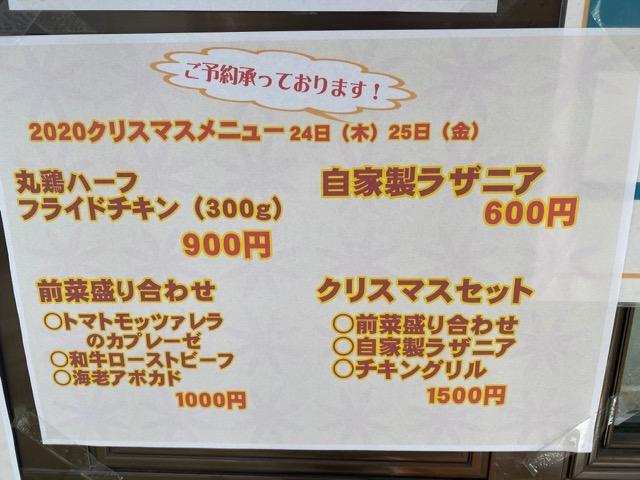 ご予約承っております!
2020クリスマスメニュー 24日（木）25日（金）
丸鶏ハーフ
フライドチキン（300g）
900円
自家製ラザニア
600円
前菜盛り合わせ
○トマトモッツァレラ
のカプレーゼ
○和牛ローストビーフ
○海老アボカド
1000円
クリスマスセット
○前菜盛り合わせ
○自家製ラザニア
○チキングリル
1500円